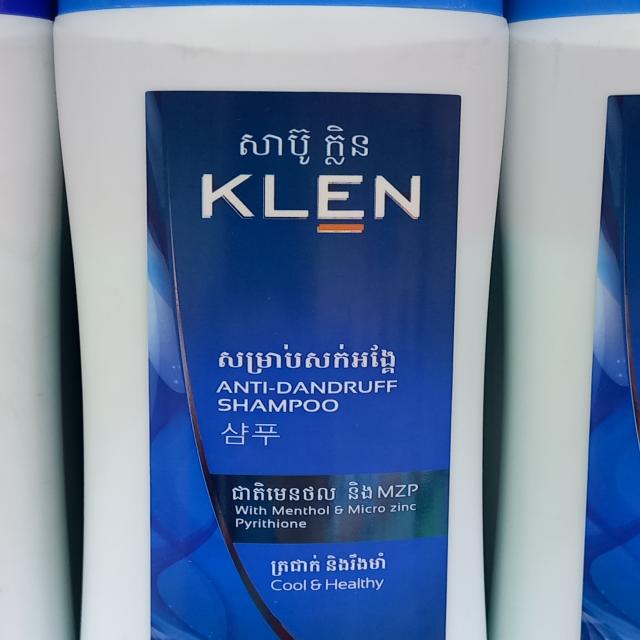 សាប៊ូ ក្លិន
KLEN
សម្រាប់សក់អង្គែ
ANTI-DANDRUFF
SHAMPOO
샴푸
ជាតិមេនថល និង MZP
With Menthol & Micro zinc
Pyrithione
ត្រជាក់ និងរឹងមាំ
Cool & Healthy